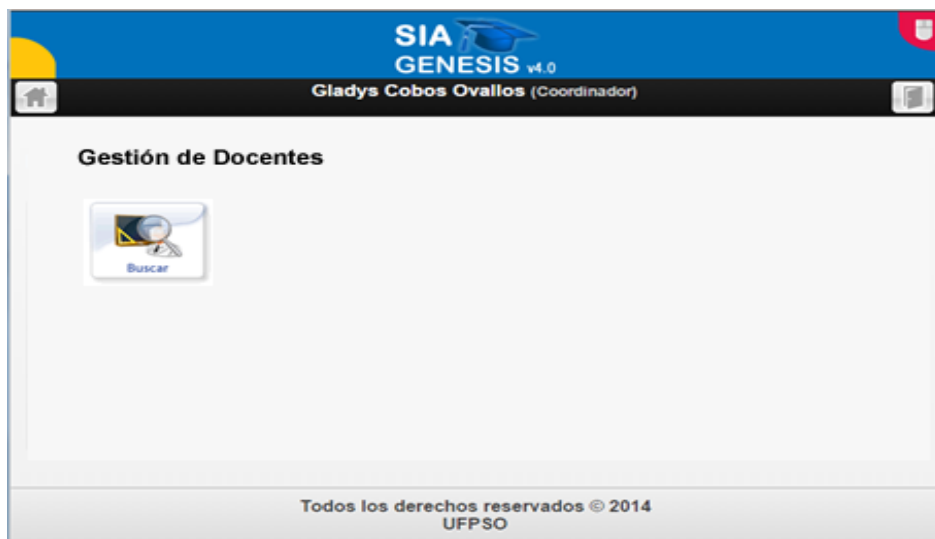 SIA
GENESIS v4.0
Gladys Cobos Ovallos (Coordinador)
Gestión de Docentes
Buscar
Todos los derechos reservados © 2014
UFPSO